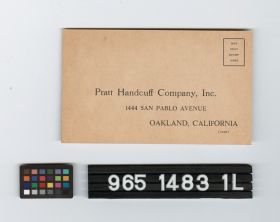 Pratt Handcuff Company, Inc.
1444 SAN PABLO AVENUE
OAKLAND, CALIFORNIA
965 1483 1L